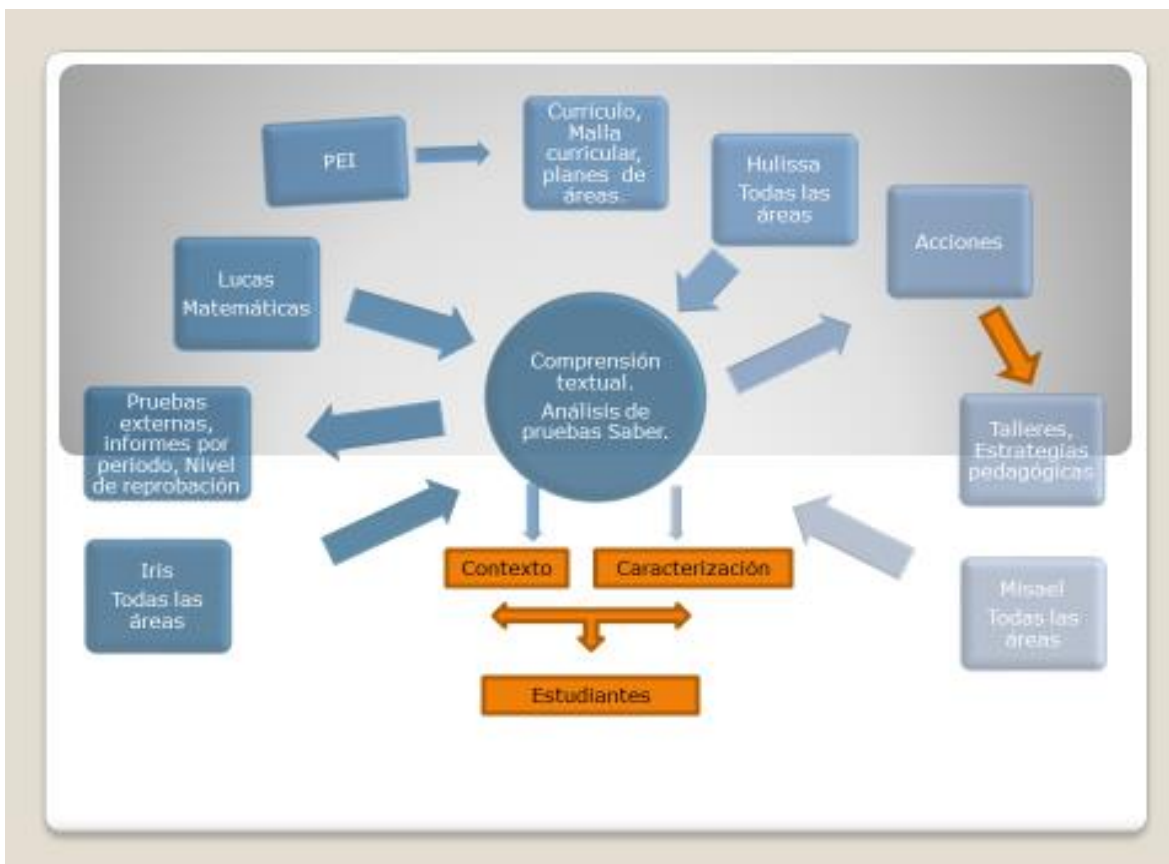 PEI
Currículo,
Malla
curricular,
planes de
áreas.
Hulissa
Todas las
áreas
Acciones
Lucas
Matemáticas
Comprensión
textual.
Análisis de
pruebas Saber.
Pruebas
externas,
informes por
periodo, Nivel
de reprobación
Talleres,
Estrategias
pedagógicas
Iris
Todas las
áreas
Contexto
Caracterización
Misael
Todas las
áreas
Estudiantes